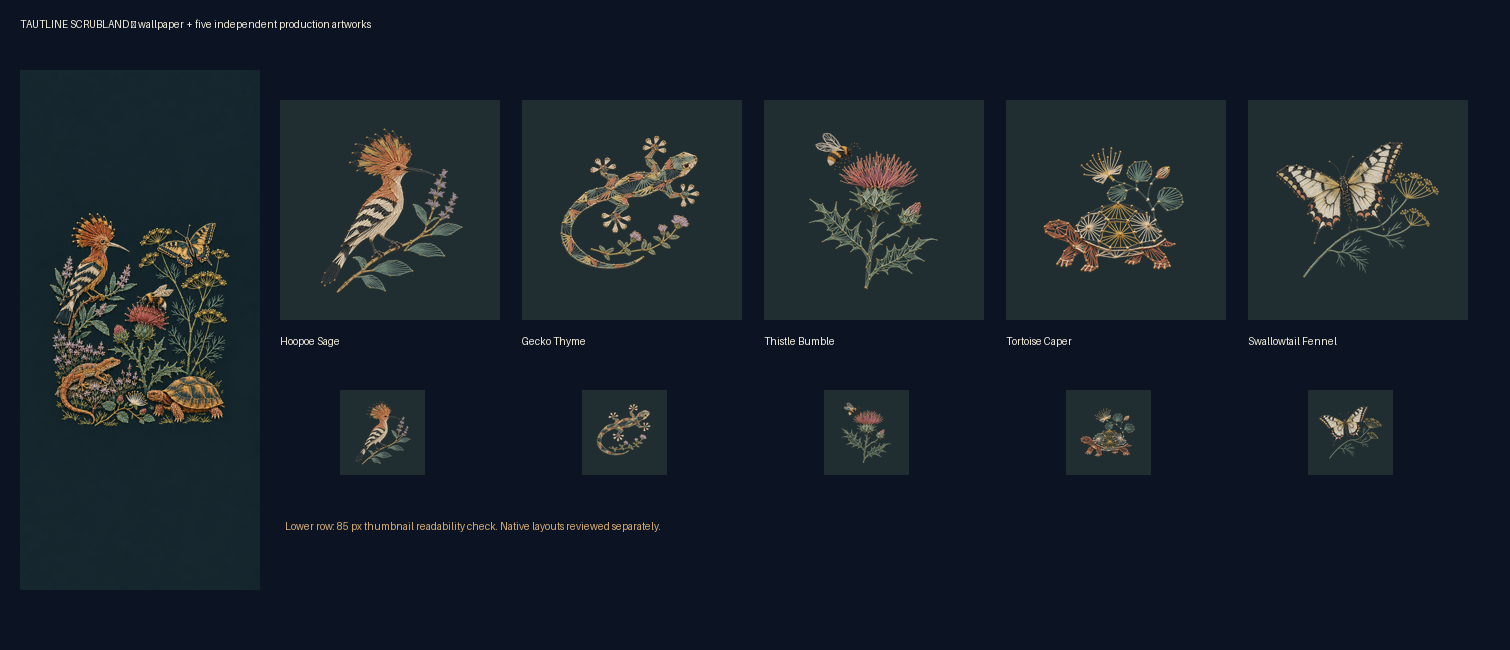 TAUTLINE SCRUBLAND □ wallpaper + five independent production artworks
Hoopoe Sage
Gecko Thyme
Thistle Bumble
Tortoise Caper
Swallowtail Fennel
Lower row: 85 px thumbnail readability check. Native layouts reviewed separately.